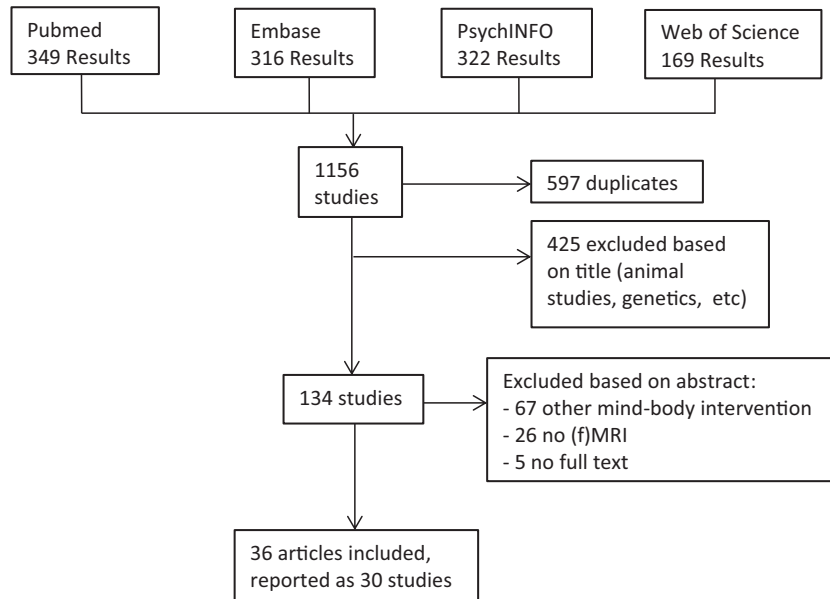 Pubmed
349 Results
Embase
316 Results
PsychINFO
322 Results
Web of Science
169 Results
1156
studies
597 duplicates
425 excluded based
on title (animal
studies, genetics, etc)
134 studies
Excluded based on abstract:
- 67 other mind-body intervention
- 26 no (f)MRI
- 5 no full text
36 articles included,
reported as 30 studies